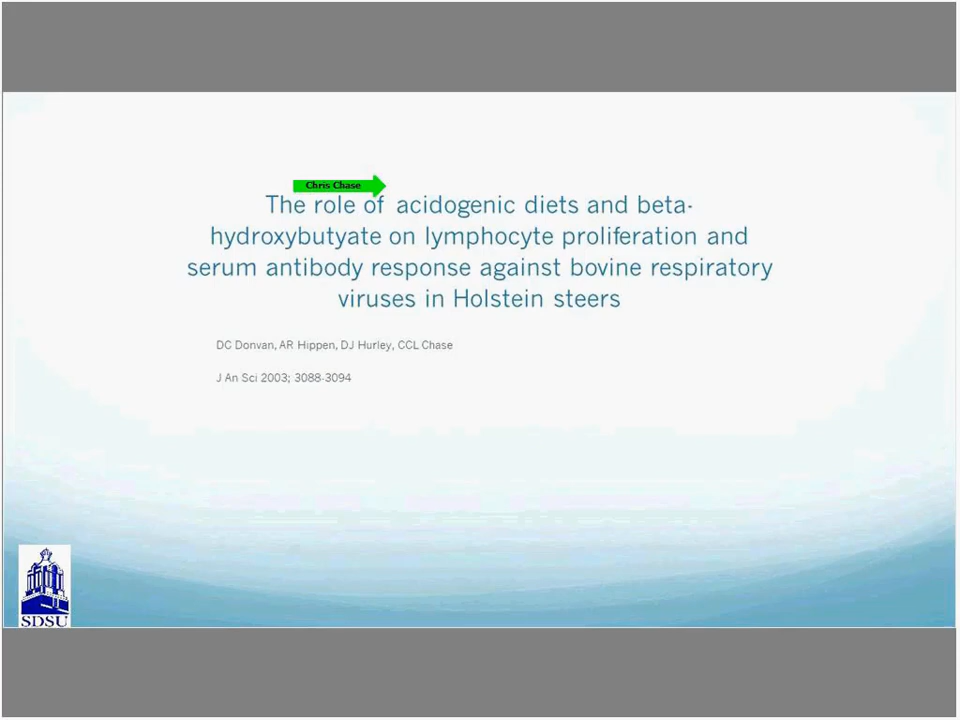 Chris Chase
The role of acidogenic diets and beta-
hydroxybutyate on lymphocyte proliferation and
serum antibody response against bovine respiratory
viruses in Holstein steers
DC Donvan, AR Hippen, DJ Hurley, CCL Chase
J An Sci 2003; 3088-3094
SDSU